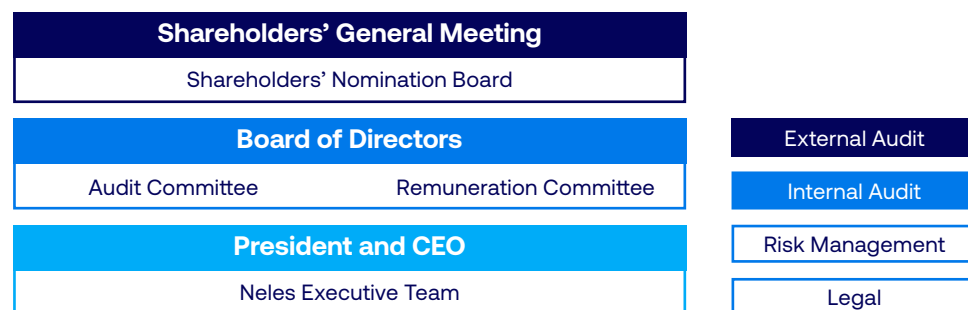 Shareholders’ General Meeting
Shareholders’ Nomination Board
Board of Directors
Audit Committee
Remuneration Committee
President and CEO
Neles Executive Team
External Audit
Internal Audit
Risk Management
Legal